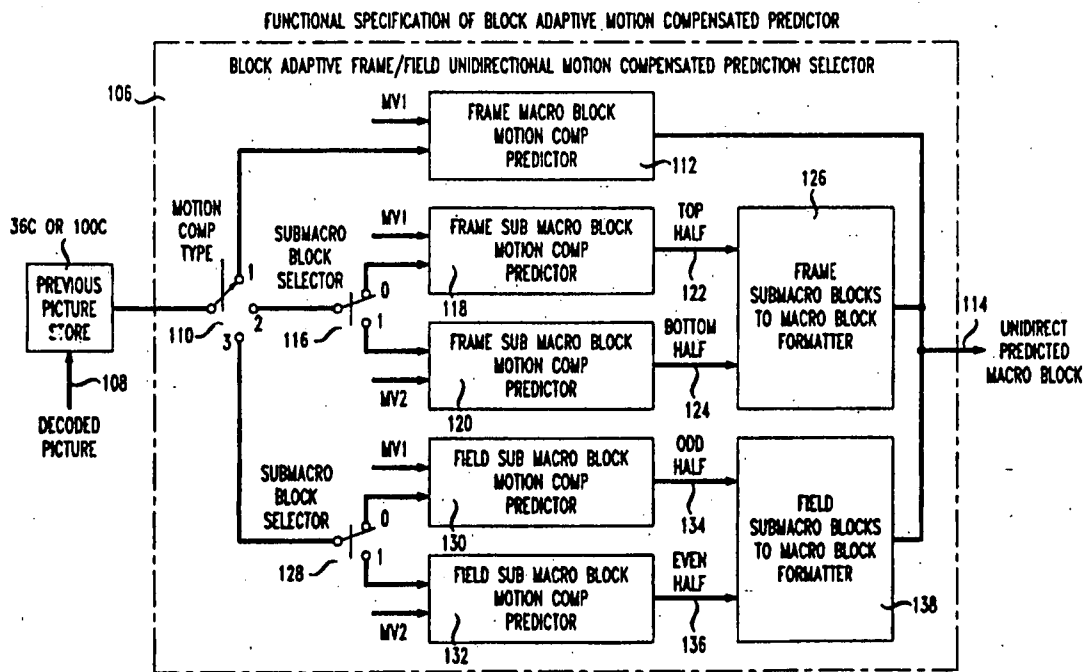 FUNCTIONAL SPECIFICATION OF BLOCK ADAPTIVE MOTION COMPENSATED PREDICTOR
BLOCK ADAPTIVE FRAME/FIELD UNIDIRECTIONAL MOTION COMPENSATED PREDICTION SELECTOR
106
MV1
FRAME MACRO BLOCK
MOTION COMP
PREDICTOR
112
36C OR 100C
PREVIOUS
PICTURE
STORE
108
DECODED
PICTURE
MOTION
COMP
TYPE
1
2
3
110
SUBMACRO
BLOCK
SELECTOR
0
1
116
MV1
FRAME SUB MACRO BLOCK
MOTION COMP
PREDICTOR
118
TOP
HALF
122
FRAME SUB MACRO BLOCK
MOTION COMP
PREDICTOR
MV2
120
BOTTOM
HALF
124
126
FRAME
SUBMACRO BLOCKS
TO MACRO BLOCK
FORMATTER
114
UNIDIRECT
PREDICTED
MACRO BLOCK
SUBMACRO
BLOCK
SELECTOR
0
1
128
MV1
FIELD SUB MACRO BLOCK
MOTION COMP
PREDICTOR
130
ODD
HALF
134
FIELD SUB MACRO BLOCK
MOTION COMP
PREDICTOR
MV2
132
EVEN
HALF
136
FIELD
SUBMACRO BLOCKS
TO MACRO BLOCK
FORMATTER
138